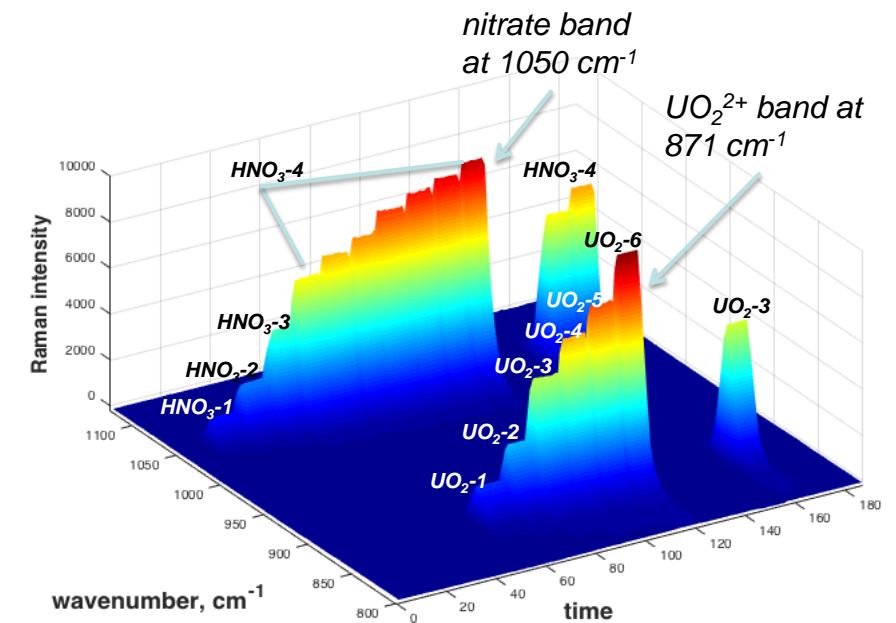 nitrate band
at 1050 cm-1
UO22+ band at
871 cm-1
HNO3-4
HNO3-4
UO2-6
HNO3-3
UO2-5
UO2-3
UO2-4
HNO3-2
UO2-3
HNO3-1
UO2-2
UO2-1
Raman intensity
10000
8000
6000
4000
2000
0
1100
1050
1000
950
900
850
800
wavenumber, cm-1
0
20
40
60
80
100
120
140
160
180
time